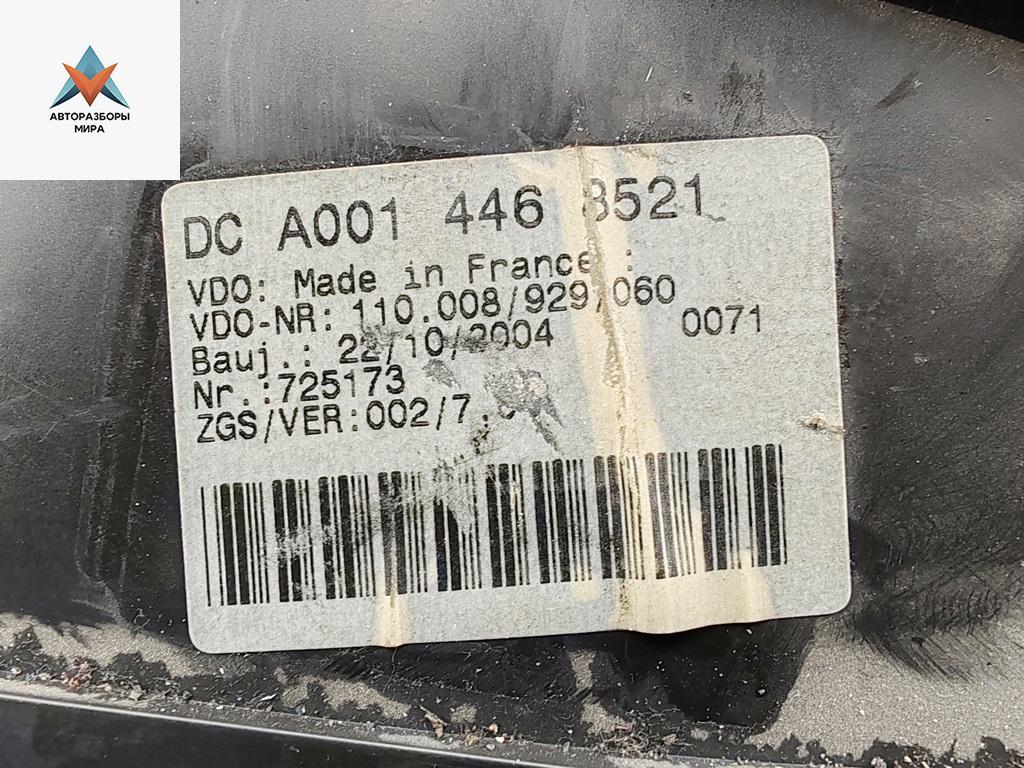 АВТОРАЗБОРЫ
МИРА
DC A001 446 8521
VDO: Made in France :
VDO-NR: 110.008/929/060
0071
Bauj.: 22/10/2004
Nr.:725173
ZGS/VER:002/7.